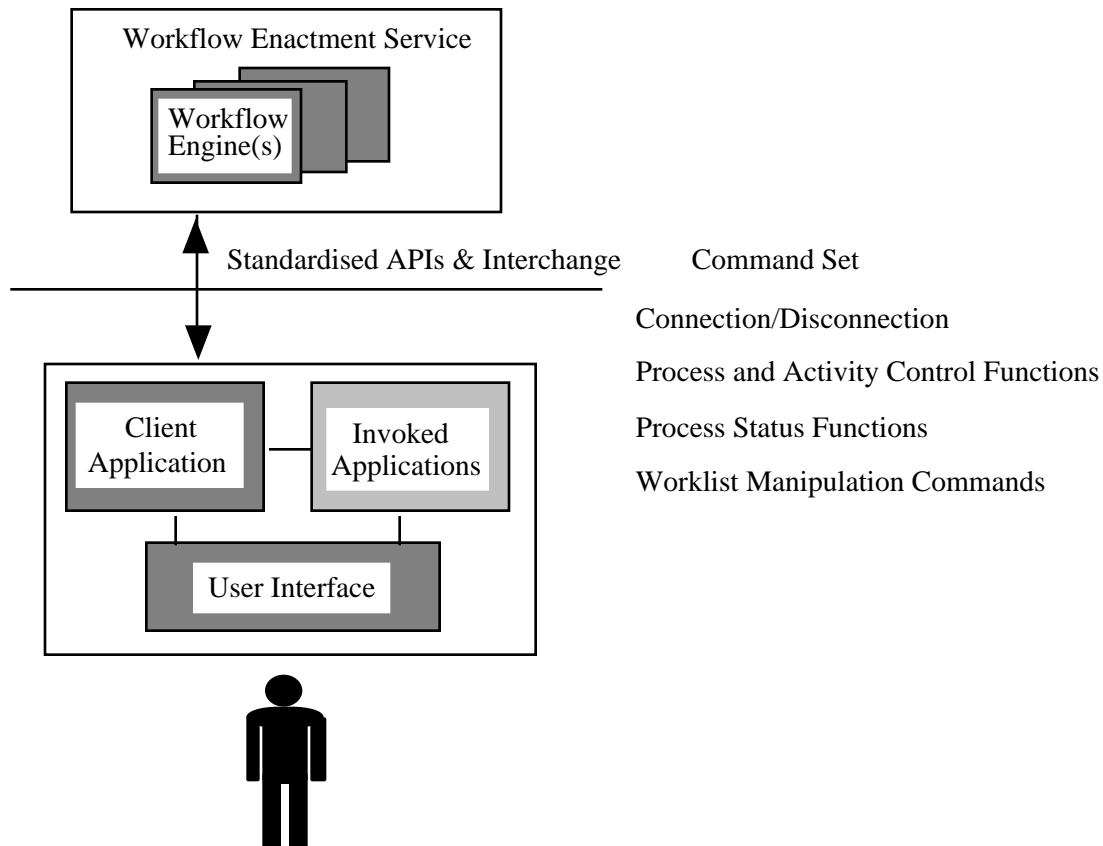 Workflow Enactment Service
Workflow
Engine(s)
Standardised APIs & Interchange
Command Set
Connection/Disconnection
Process and Activity Control Functions
Process Status Functions
Worklist Manipulation Commands
Client
Application
Invoked
Applications
User Interface